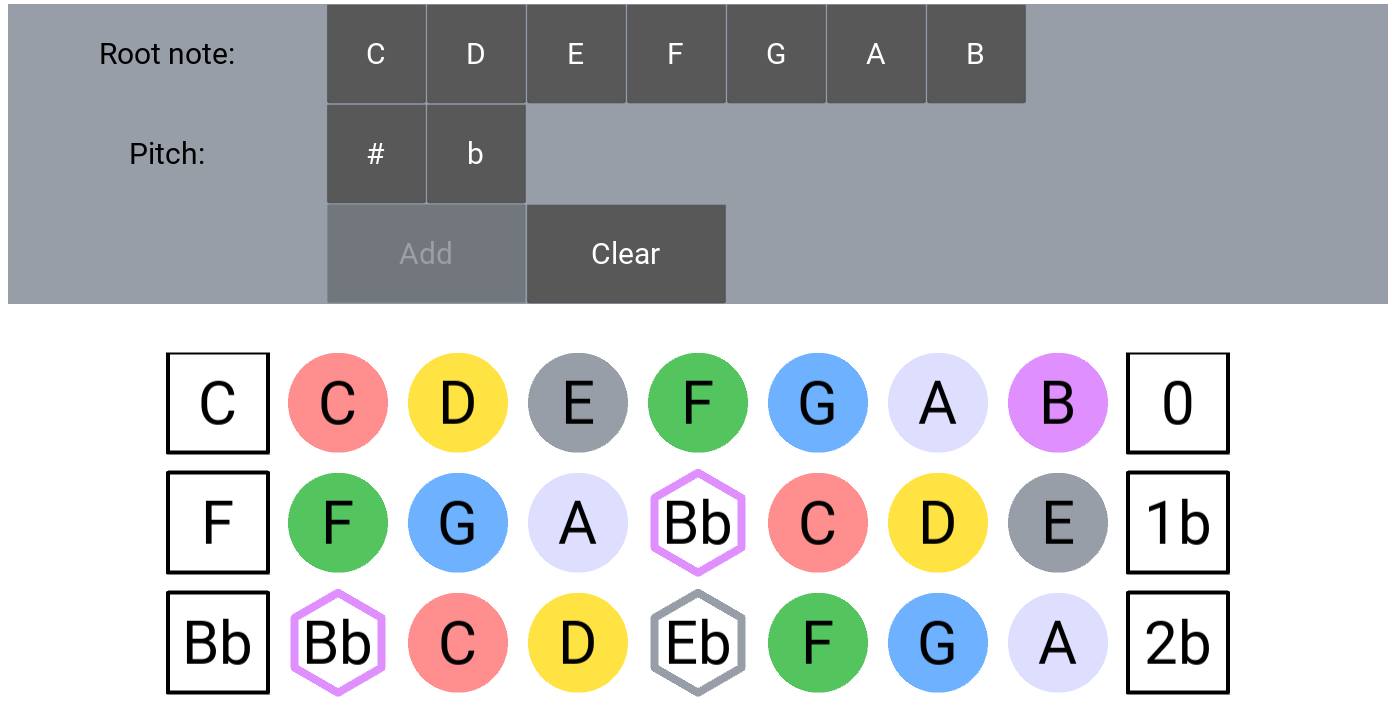 Root note: C D E F G A B
Pitch: # b
Add Clear
C C D E F G A B 0
F F G A Bb C D E 1b
Bb Bb C D Eb F G A 2b